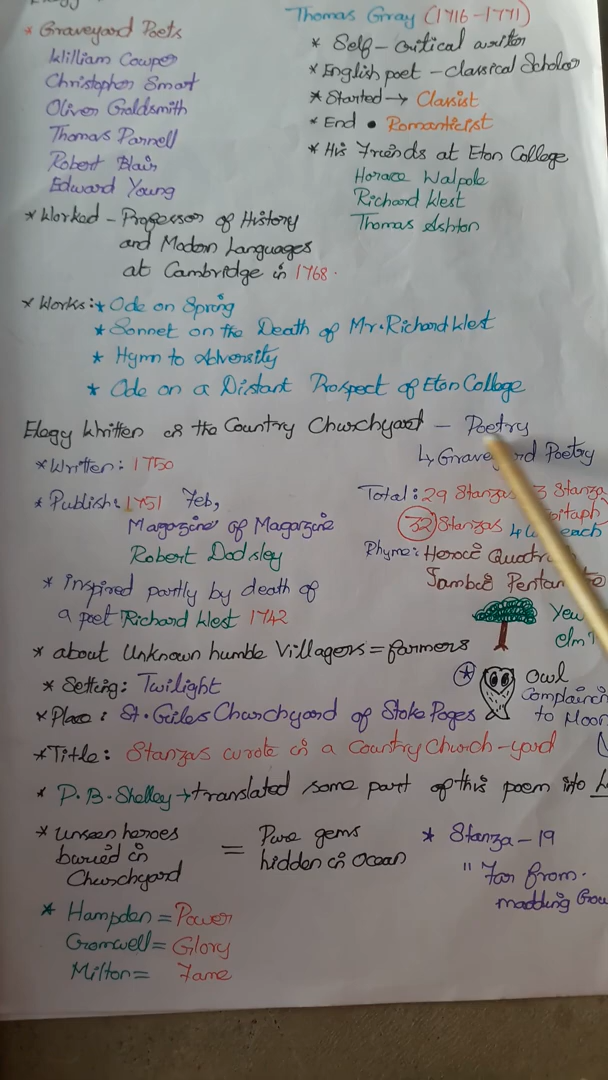 * Graveyard Poets
William Cowper
Christopher Smart
Oliver Goldsmith
Thomas Parnell
Robert Blair
Edward Young
Thomas Gray (1716-1771)
* Self-critical writer
* English poet - classical Scholar
* Started → Classist
* End • Romanticist
* His Friends at Eton College
Horace Walpole
Richard West
Thomas Ashton
* Worked - Professor of History
and Modern Languages
at Cambridge in 1768.
* Works: * Ode on Spring
* Sonnet on the Death of Mr. Richard West
* Hymn to Adversity
* Ode on a Distant Prospect of Eton College
Elegy Written in the Country Churchyard - Poetry
↳ Graveyard Poetry
* Written: 1750
* Publish: 1751 Feb,
Magazine of Magazine
Robert Dodsley
Total: 29 Stanzas 3 Stanza
32 Stanzas 4 each
Rhyme: Heroic
Iambic
* inspired partly by death of
a poet Richard West 1742
* about Unknown humble Villagers = farmers
Yew
elm
* Setting: Twilight
* Owl
to Moon
* Place: St. Giles Churchyard of Stoke Poges
* Title: Stanzas wrote in a Country Church-yard
* P.B. Shelley → translated some part of this poem into
* Unseen heroes
buried in
Churchyard
= Pure gems
hidden in ocean
* Stanza - 19
" Far from
madding
* Hampden = Power
Cromwell = Glory
Milton = Fame